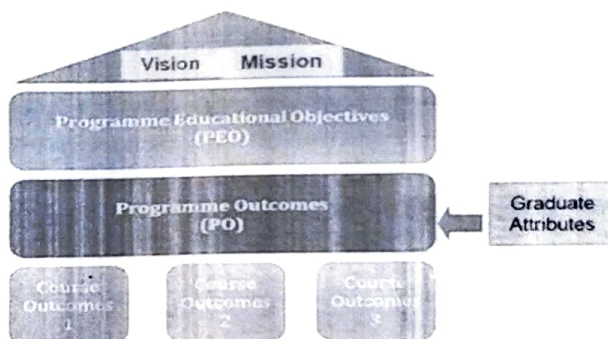 Vision Mission
Programme Educational Objectives
(PEO)
Programme Outcomes
(PO)
Graduate
Attributes
Course
Outcomes
1
Course
Outcomes
2
Course
Outcomes
3